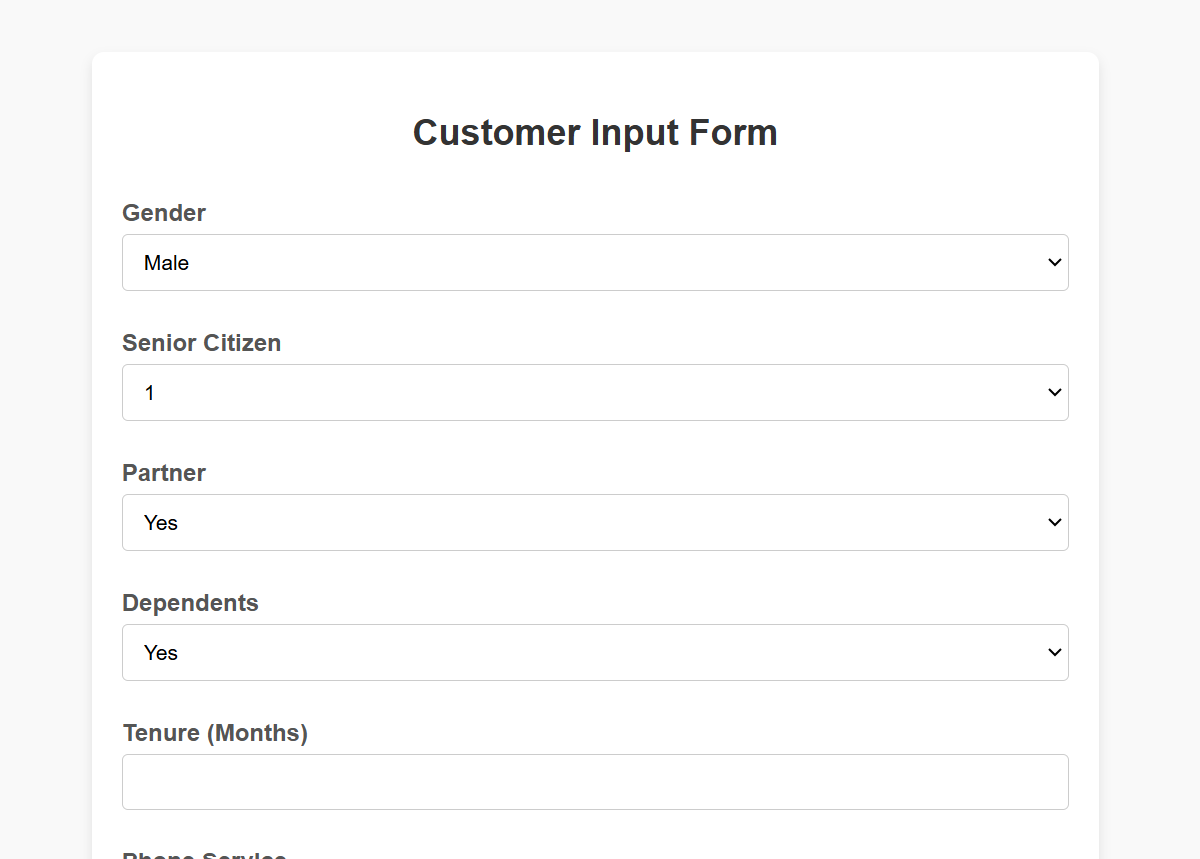 Customer Input Form
Gender
Male
Senior Citizen
1
Partner
Yes
Dependents
Yes
Tenure (Months)
Phone Service